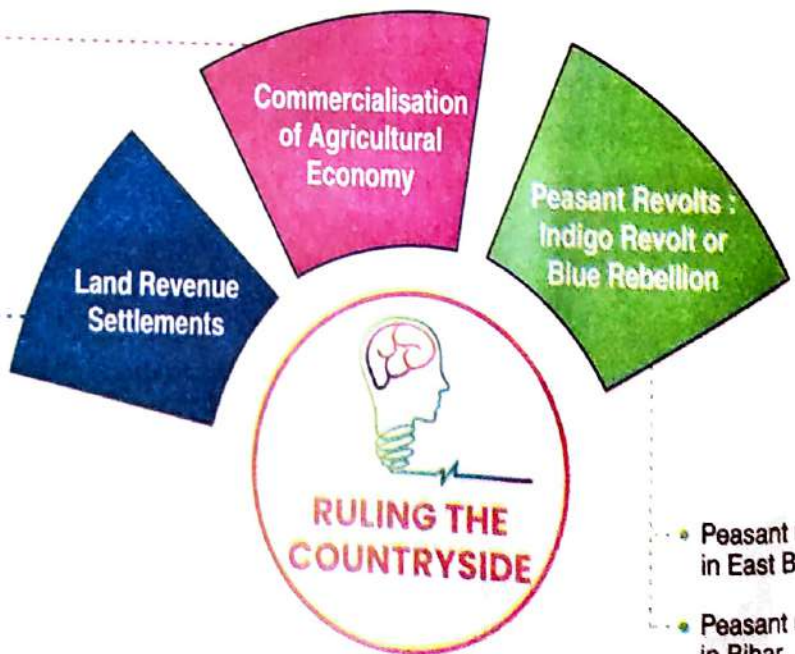 Commercialisation
of Agricultural
Economy
Peasant Revolts :
Indigo Revolt or
Blue Rebellion
Land Revenue
Settlements
RULING THE
COUNTRYSIDE
• Peasant
in East
• Peasant
in Bihar